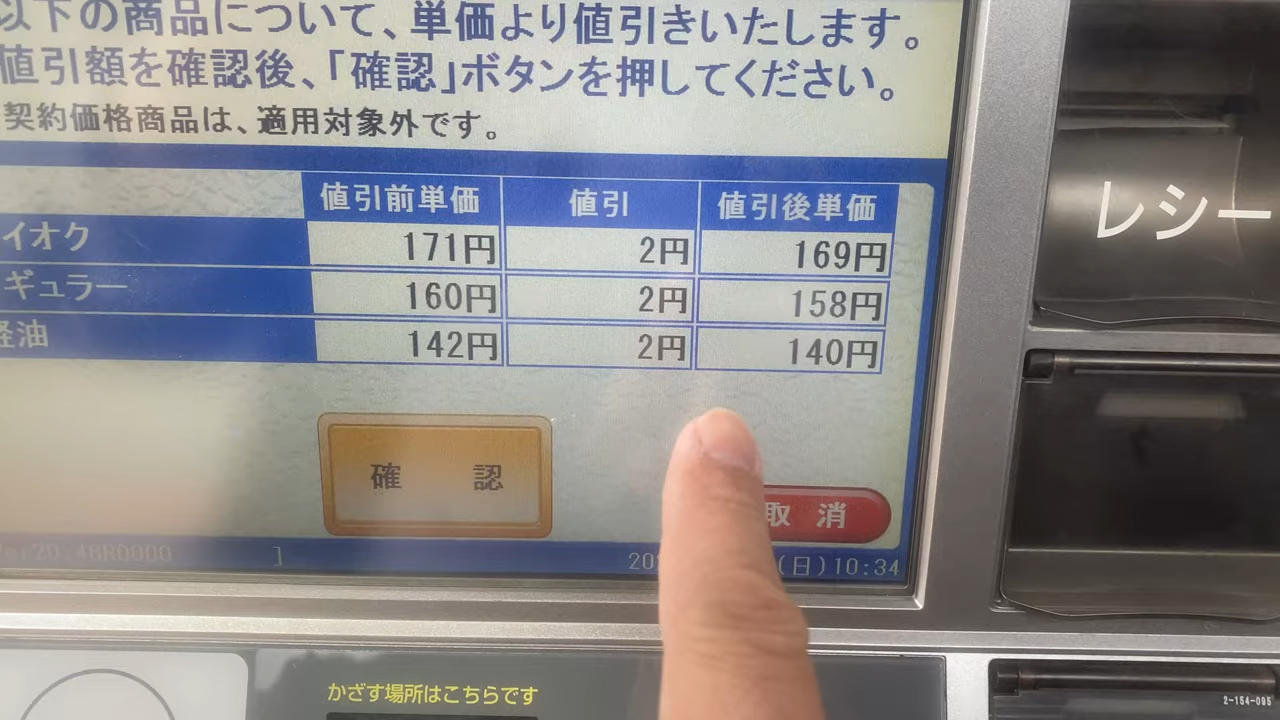 以下の商品について、単価より値引きいたします。
値引額を確認後、「確認」ボタンを押してください。
契約価格商品は、適用対象外です。
値引前単価 値引 値引後単価
イオク 171円 2円 169円
ギュラー 160円 2円 158円
軽油 142円 2円 140円
レシー
確 認
取 消
20 (日)10:34
かざす場所はこちらです
2-154-095